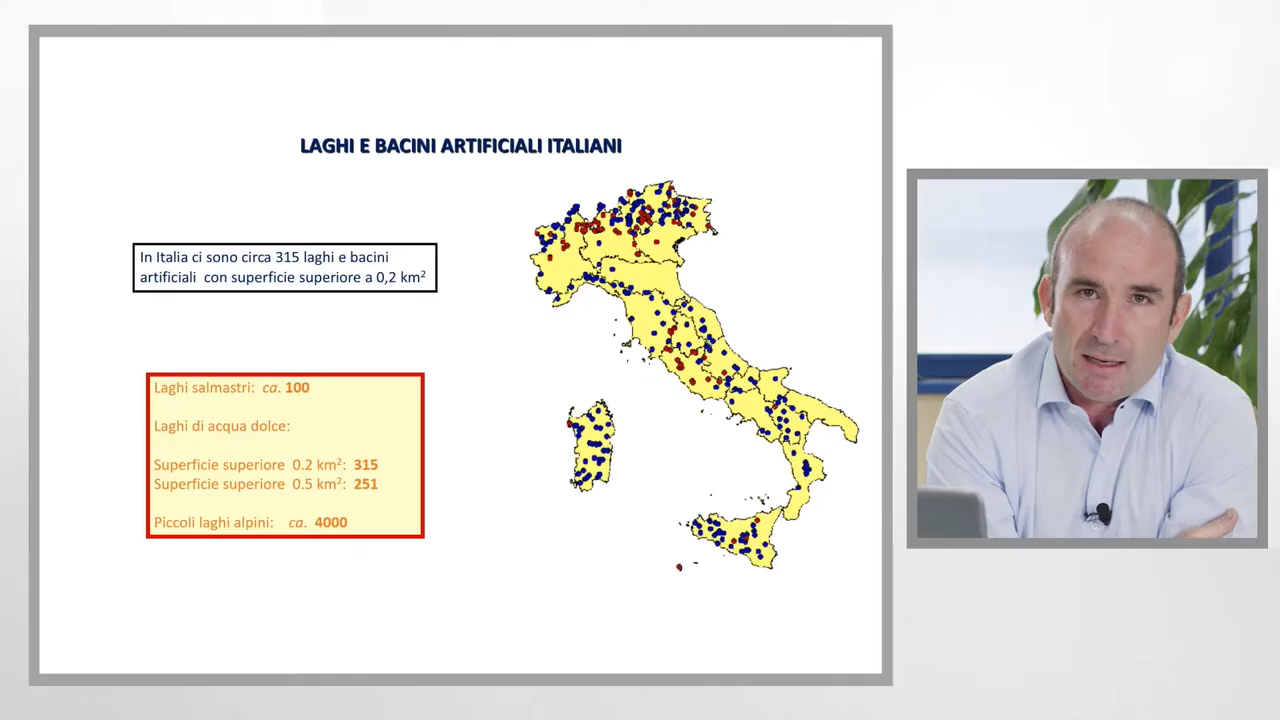 LAGHI E BACINI ARTIFICIALI ITALIANI
In Italia ci sono circa 315 laghi e bacini
artificiali con superficie superiore a 0,2 km²
Laghi salmastri: ca. 100
Laghi di acqua dolce:
Superficie superiore 0.2 km²: 315
Superficie superiore 0.5 km²: 251
Piccoli laghi alpini: ca. 4000